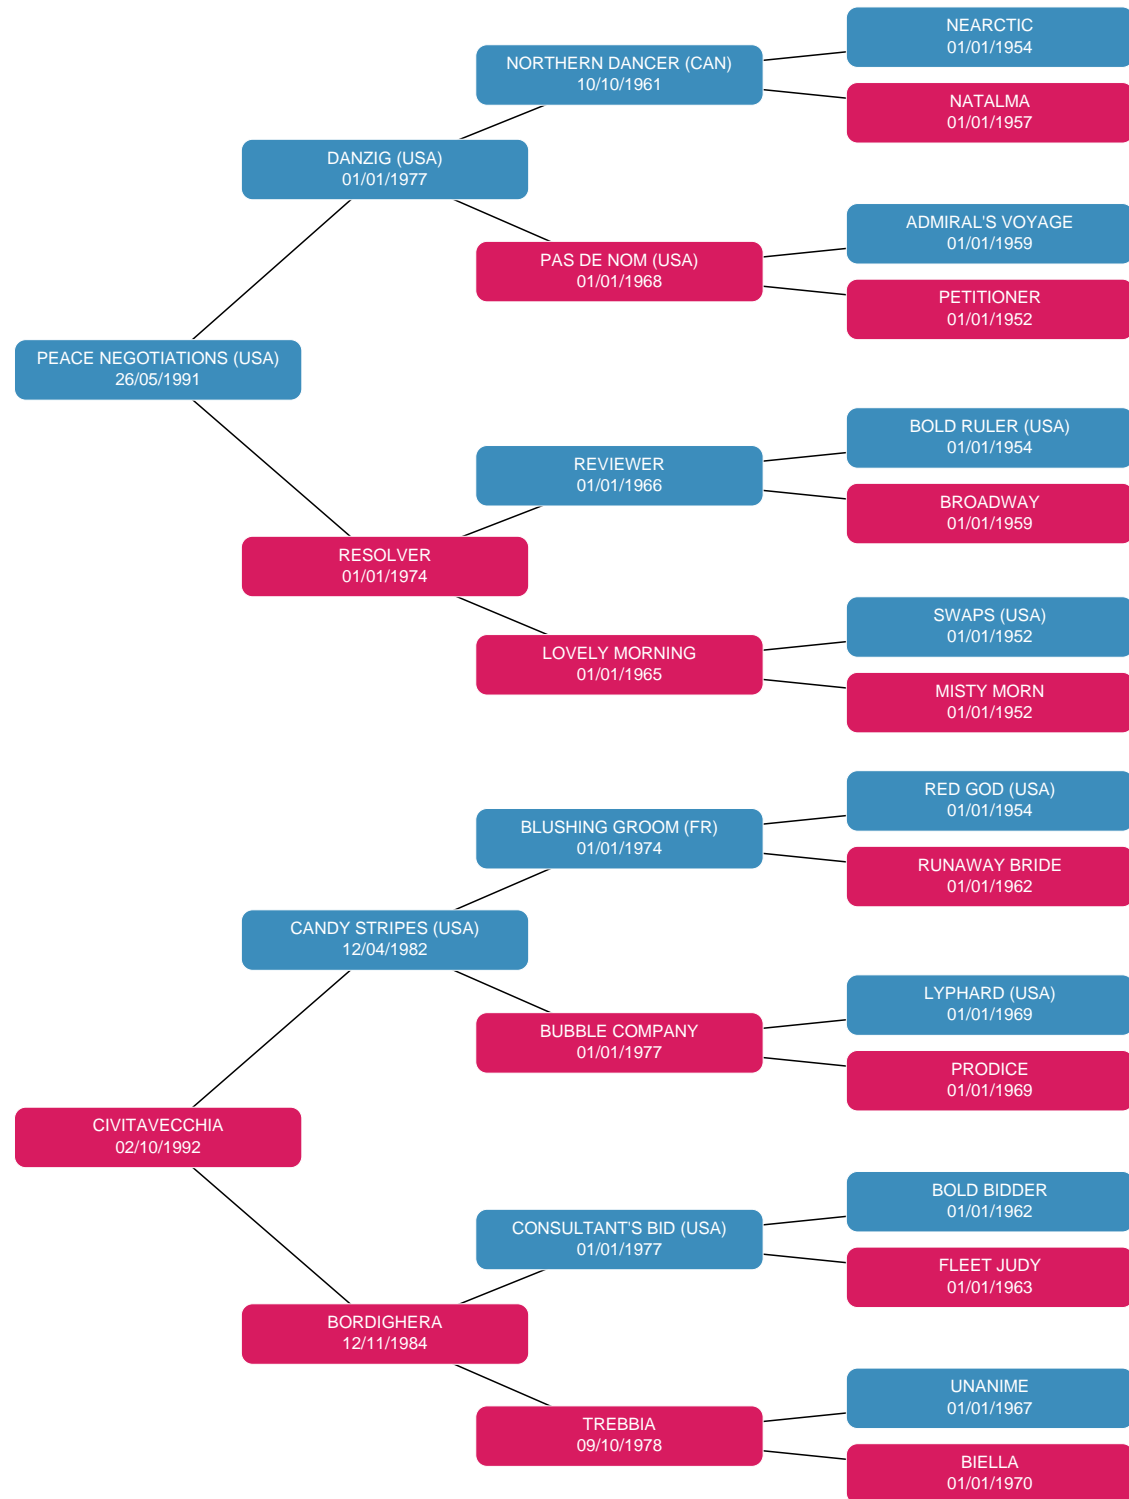 NEARCTIC
01/01/1954
NORTHERN DANCER (CAN)
10/10/1961
NATALMA
01/01/1957
DANZIG (USA)
01/01/1977
ADMIRAL'S VOYAGE
01/01/1959
PAS DE NOM (USA)
01/01/1968
PETITIONER
01/01/1952
PEACE NEGOTIATIONS (USA)
26/05/1991
BOLD RULER (USA)
01/01/1954
REVIEWER
01/01/1966
BROADWAY
01/01/1959
RESOLVER
01/01/1974
SWAPS (USA)
01/01/1952
LOVELY MORNING
01/01/1965
MISTY MORN
01/01/1952
RED GOD (USA)
01/01/1954
BLUSHING GROOM (FR)
01/01/1974
RUNAWAY BRIDE
01/01/1962
CANDY STRIPES (USA)
12/04/1982
LYPHARD (USA)
01/01/1969
BUBBLE COMPANY
01/01/1977
PRODICE
01/01/1969
CIVITAVECCHIA
02/10/1992
BOLD BIDDER
01/01/1962
CONSULTANT'S BID (USA)
01/01/1977
FLEET JUDY
01/01/1963
BORDIGHERA
12/11/1984
UNANIME
01/01/1967
TREBBIA
09/10/1978
BIELLA
01/01/1970